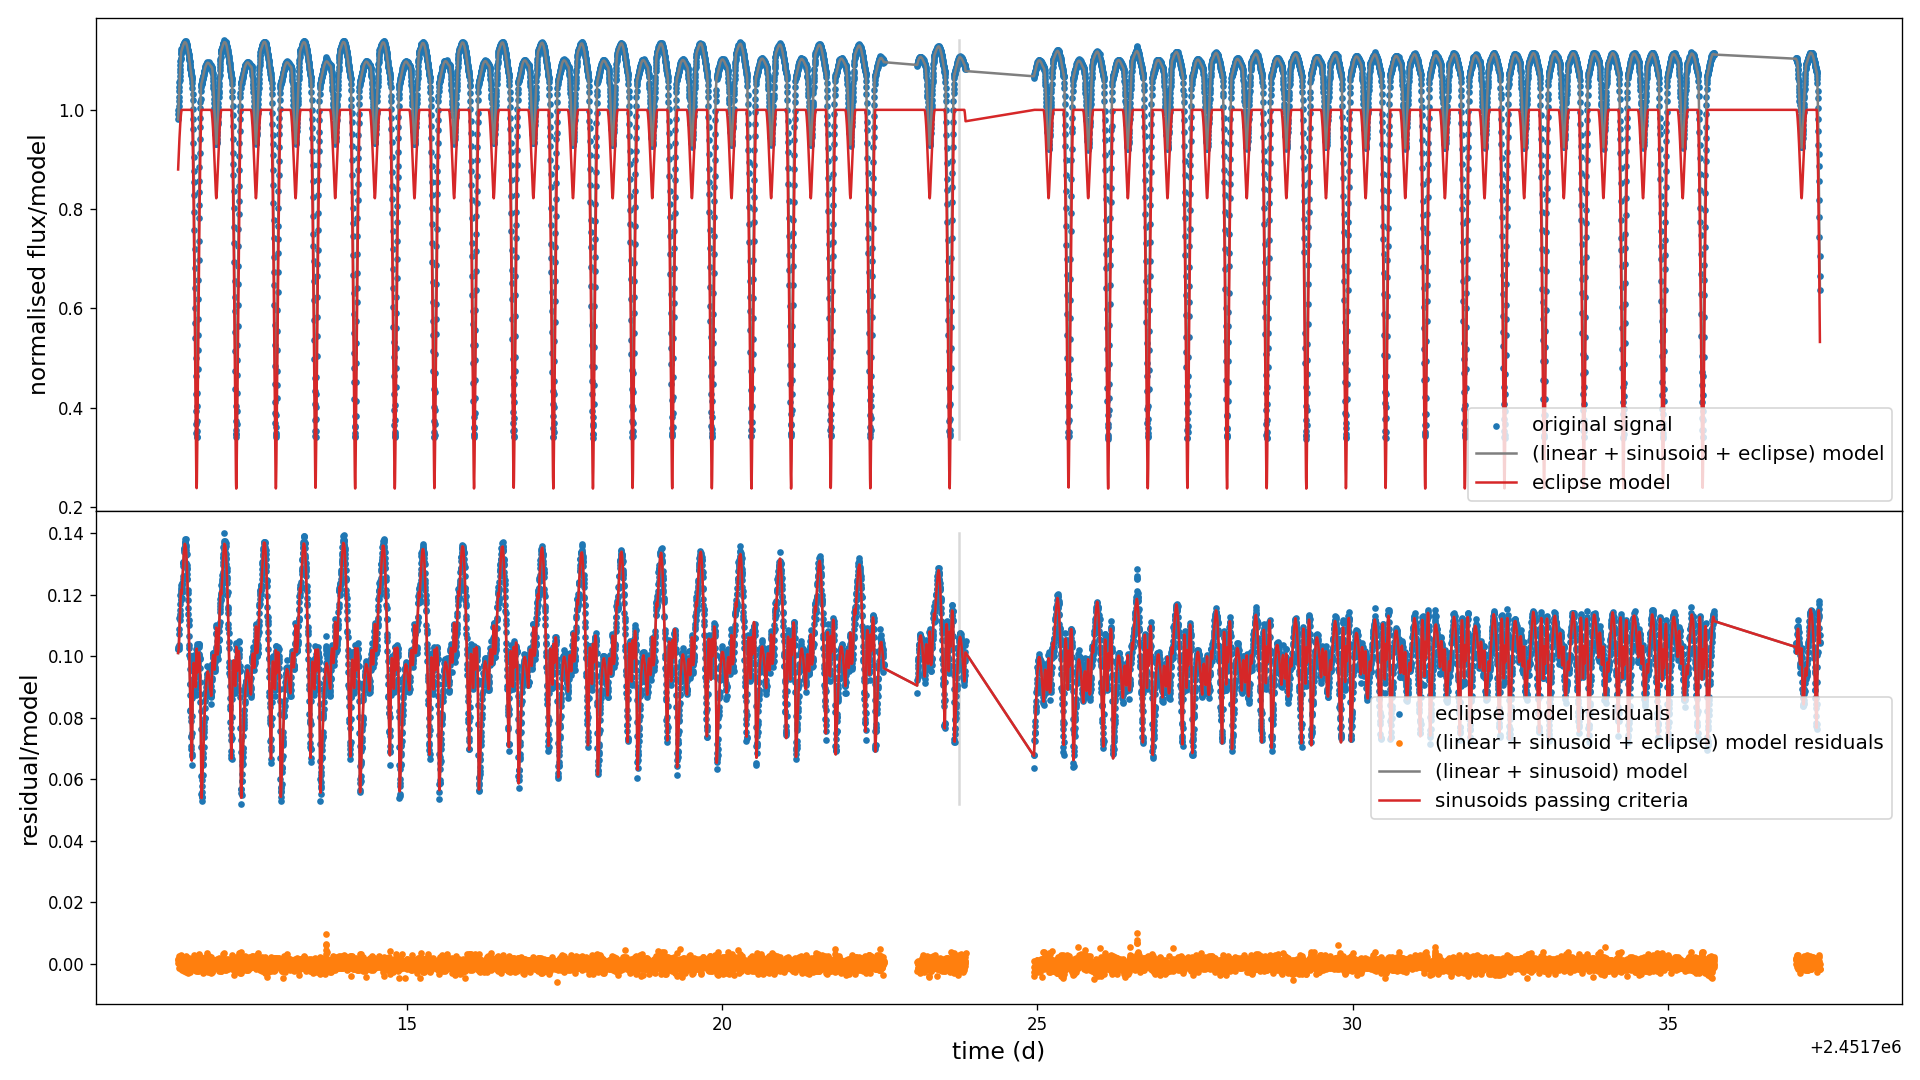 normalised flux/model
1.0
0.8
0.6
0.4
0.2
original signal
(linear + sinusoid + eclipse) model
eclipse model
residual/model
0.14
0.12
0.10
0.08
0.06
0.04
0.02
0.00
eclipse model residuals
(linear + sinusoid + eclipse) model residuals
(linear + sinusoid) model
sinusoids passing criteria
15 20 25 30 35
time (d)
+2.4517e6